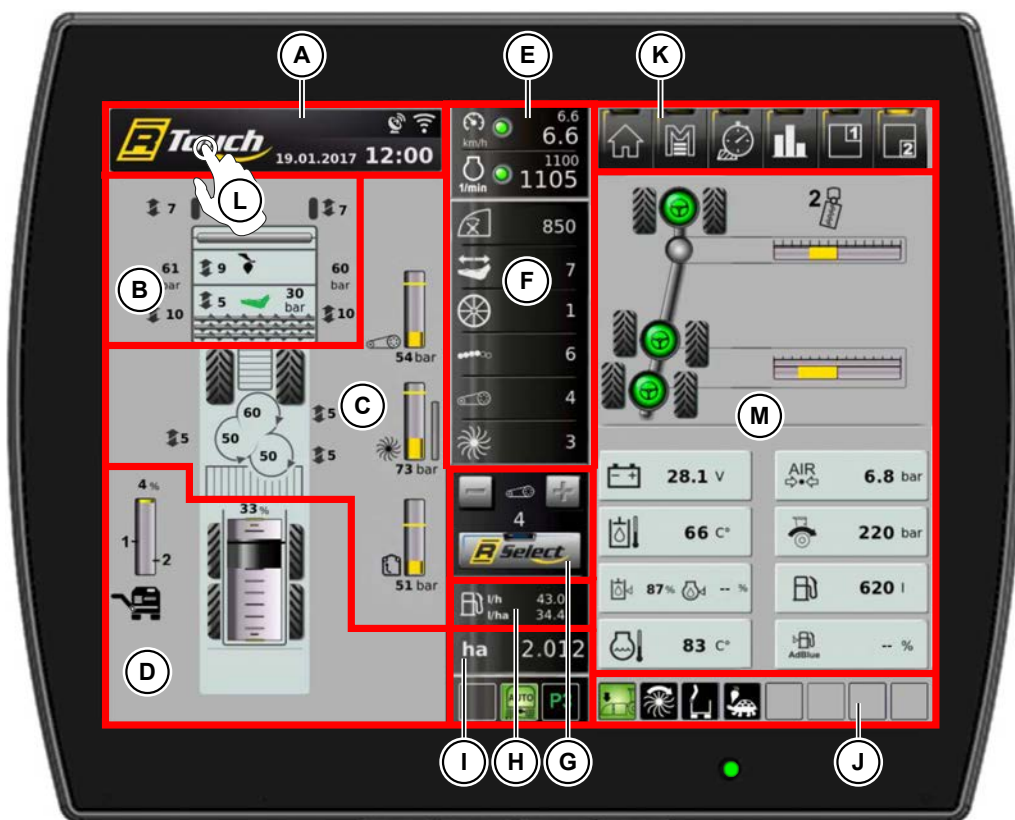 A
E
K
R Touch
19.01.2017 12:00
L
6.6
km/h 6.6
1100
1/min 1105
1
2
7 7
B
61 bar
60 bar
9
5 30 bar
10 10
54 bar
C
60
50
50
5
5
5
73 bar
51 bar
F
850
7
1
6
4
3
2
M
4 %
1
2
33 %
D
4
R Select
l/h 43.0
l/ha 34.4
ha 2.012
AUTO
28.1 V
AIR 6.8 bar
66 C°
220 bar
87 % -- %
620 l
83 C°
AdBlue -- %
I
H
G
J